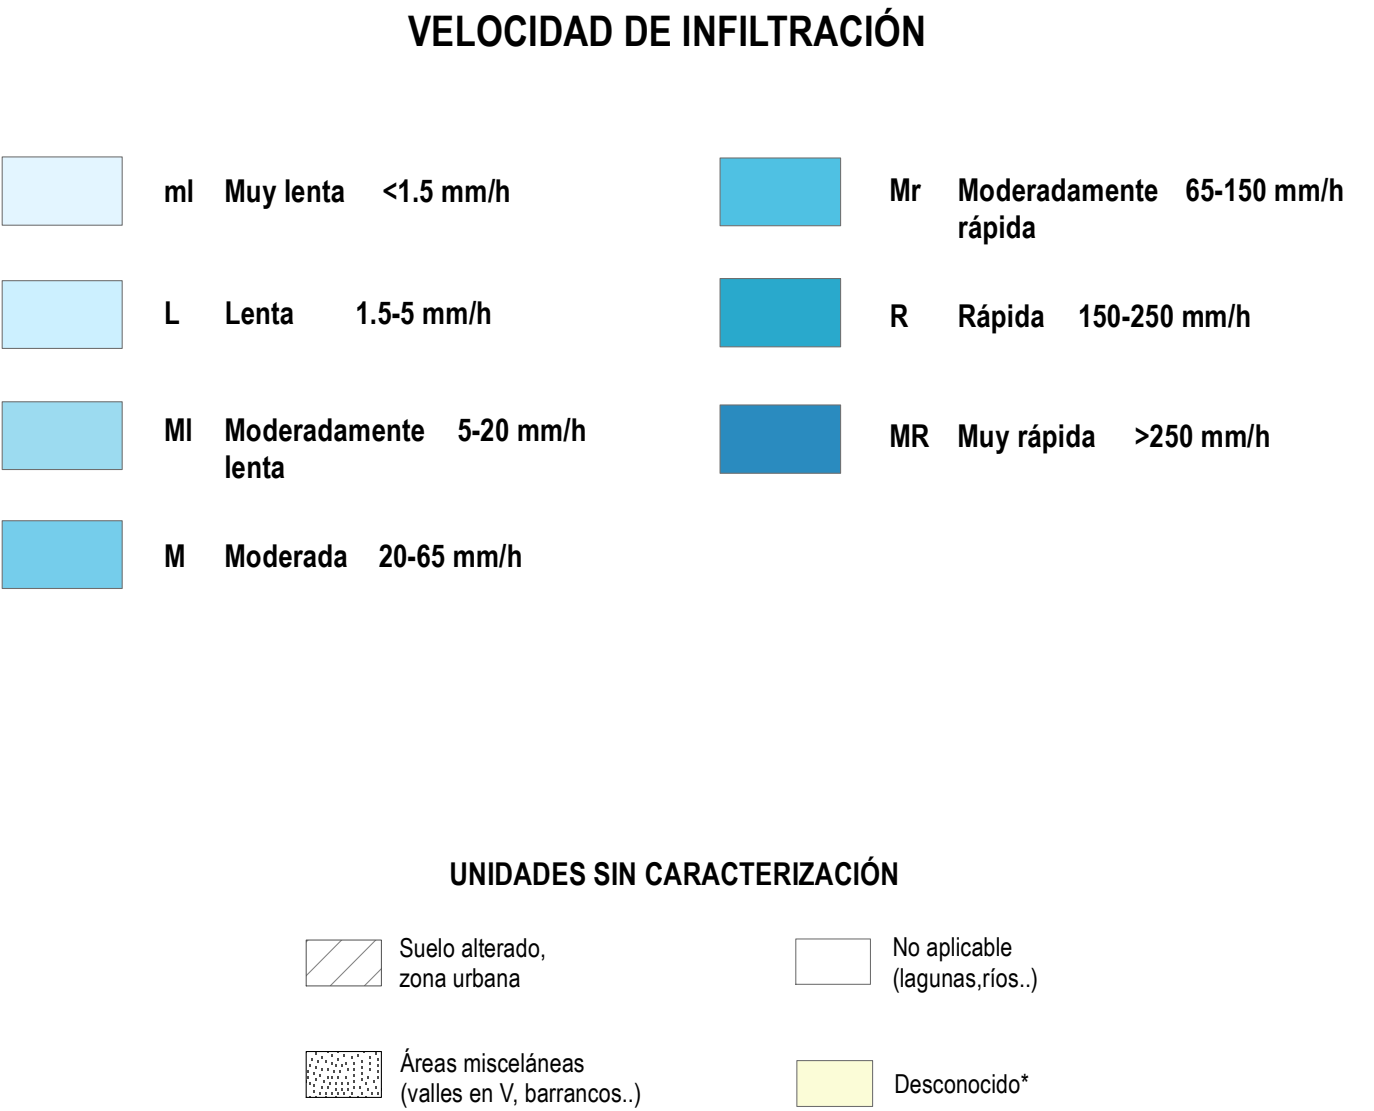 VELOCIDAD DE INFILTRACIÓN
ml Muy lenta <1.5 mm/h
L Lenta 1.5-5 mm/h
Ml Moderadamente 5-20 mm/h
lenta
M Moderada 20-65 mm/h
Mr Moderadamente 65-150 mm/h
rápida
R Rápida 150-250 mm/h
MR Muy rápida >250 mm/h
UNIDADES SIN CARACTERIZACIÓN
Suelo alterado,
zona urbana
Áreas misceláneas
(valles en V, barrancos..)
No aplicable
(lagunas,ríos..)
Desconocido*